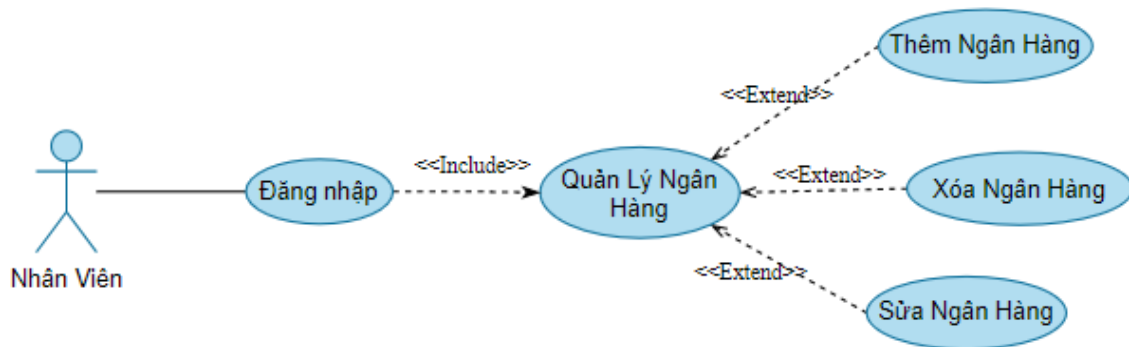 Thêm Ngân Hàng
<<Extend>>
<<Include>>
Đăng nhập
Quản Lý Ngân
Hàng
<<Extend>>
Xóa Ngân Hàng
Nhân Viên
<<Extend>>
Sửa Ngân Hàng